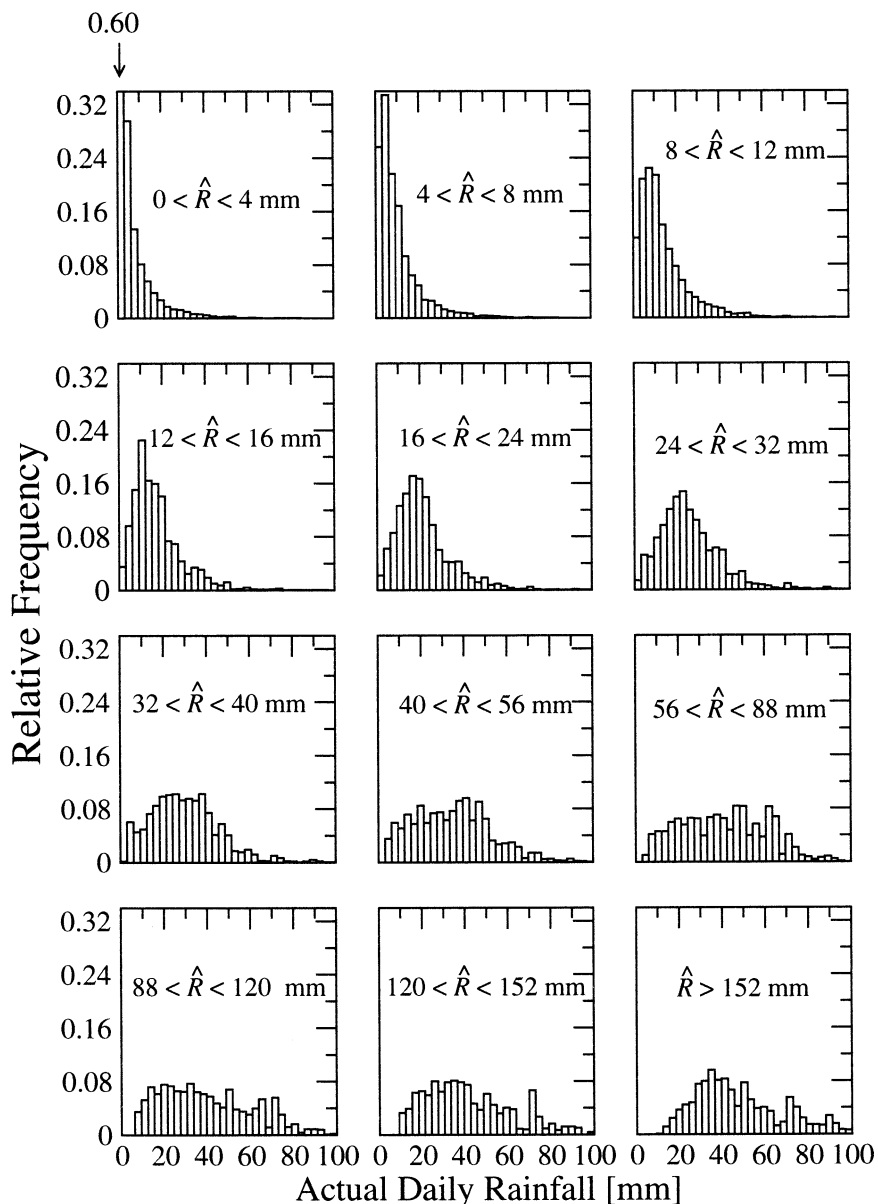 0.60
0.32
0.24
0.16
0.08
0
0 < R̂ < 4 mm
4 < R̂ < 8 mm
8 < R̂ < 12 mm
0.32
0.24
0.16
0.08
0
12 < R̂ < 16 mm
16 < R̂ < 24 mm
24 < R̂ < 32 mm
Relative Frequency
0.32
0.24
0.16
0.08
0
32 < R̂ < 40 mm
40 < R̂ < 56 mm
56 < R̂ < 88 mm
0.32
0.24
0.16
0.08
0
88 < R̂ < 120 mm
120 < R̂ < 152 mm
R̂ > 152 mm
0 20 40 60 80 100
0 20 40 60 80 100
0 20 40 60 80 100
Actual Daily Rainfall [mm]